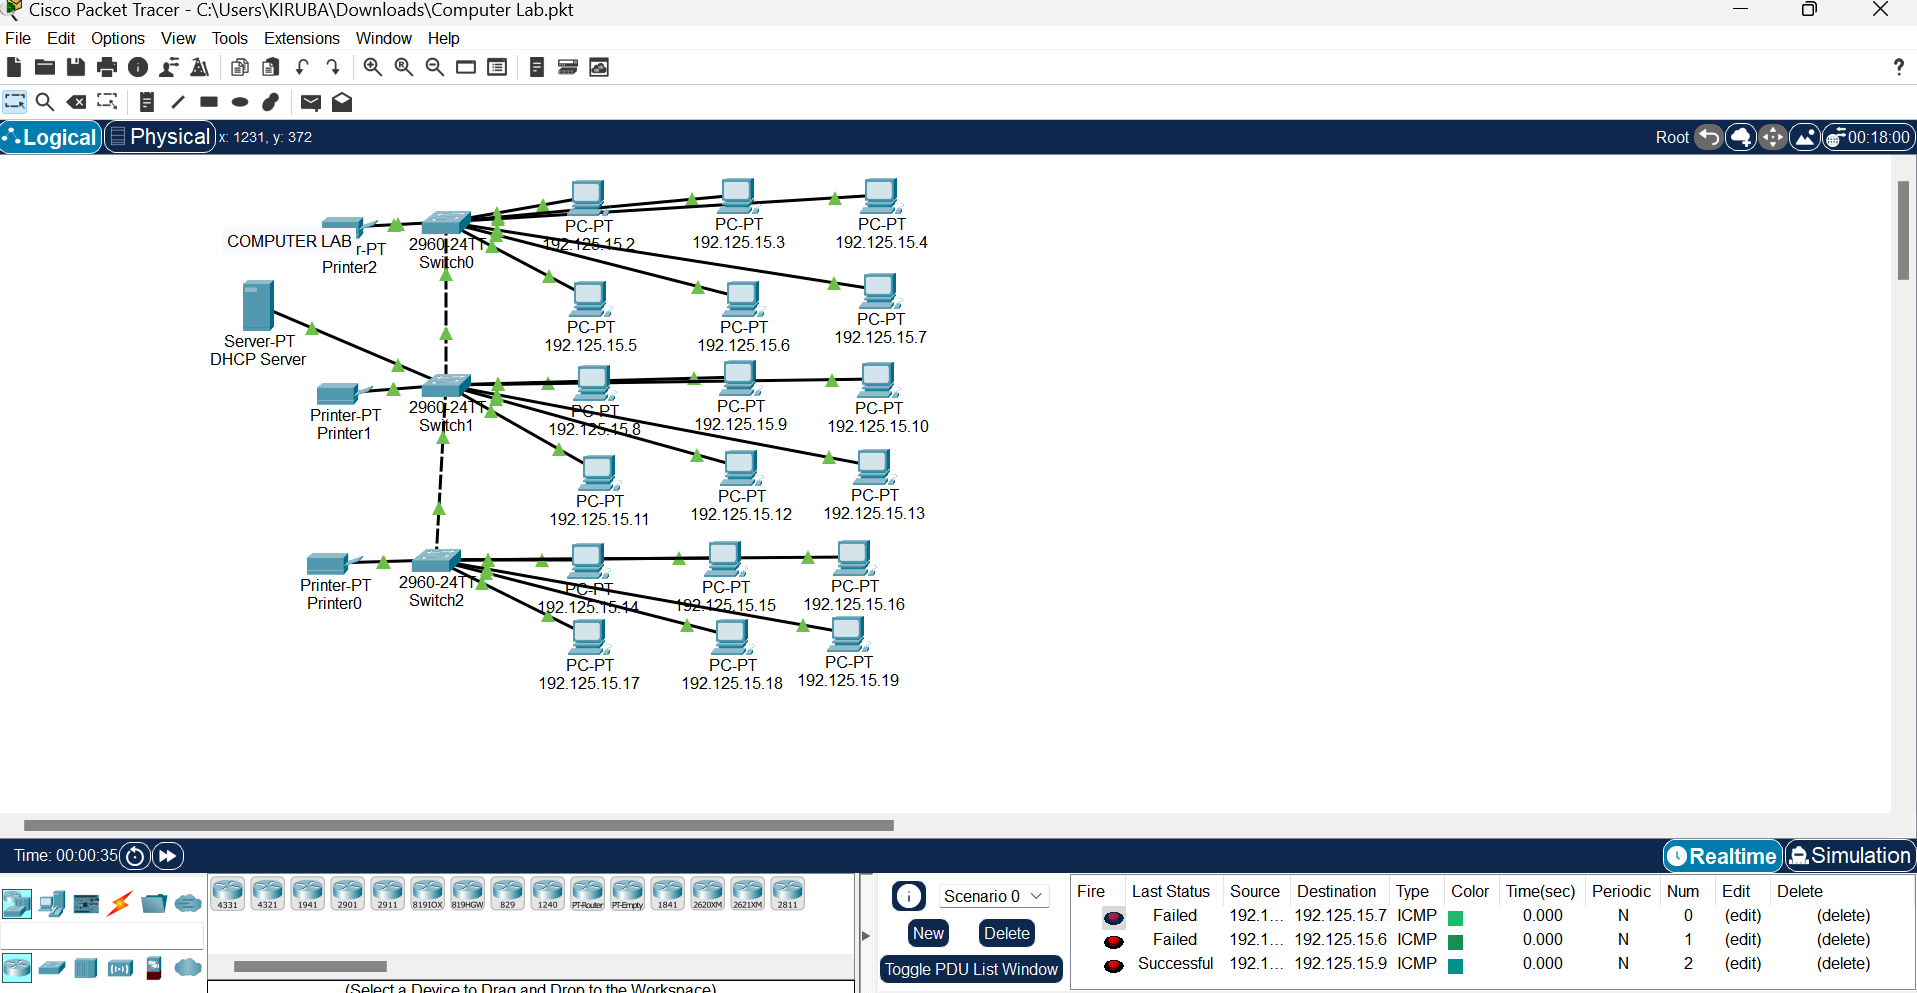 Cisco Packet Tracer - C:\Users\KIRUBA\Downloads\Computer Lab.pkt
File Edit Options View Tools Extensions Window Help
?
Logical Physical x: 1231, y: 372 Root 00:18:00
PC-PT
192.125.15.2
PC-PT
192.125.15.3
PC-PT
192.125.15.4
COMPUTER LAB
r-PT
Printer2
2960-24TT
Switch0
PC-PT
192.125.15.5
PC-PT
192.125.15.6
PC-PT
192.125.15.7
Server-PT
DHCP Server
Printer-PT
Printer1
2960-24TT
Switch1
PC-PT
192.125.15.8
PC-PT
192.125.15.9
PC-PT
192.125.15.10
PC-PT
192.125.15.11
PC-PT
192.125.15.12
PC-PT
192.125.15.13
Printer-PT
Printer0
2960-24TT
Switch2
PC-PT
192.125.15.14
PC-PT
192.125.15.15
PC-PT
192.125.15.16
PC-PT
192.125.15.17
PC-PT
192.125.15.18
PC-PT
192.125.15.19
Time: 00:00:35 Realtime Simulation
4331 4321 1941 2901 2911 819IOX 819HGW 829 1240 PT-Router PT-Empty 1841 2620XM 2621XM 2811
(Select a Device to Drag and Drop to the Workspace)
Scenario 0
New Delete
Toggle PDU List Window
Fire Last Status Source Destination Type Color Time(sec) Periodic Num Edit Delete
Failed 192.1... 192.125.15.7 ICMP 0.000 N 0 (edit) (delete)
Failed 192.1... 192.125.15.6 ICMP 0.000 N 1 (edit) (delete)
Successful 192.1... 192.125.15.9 ICMP 0.000 N 2 (edit) (delete)